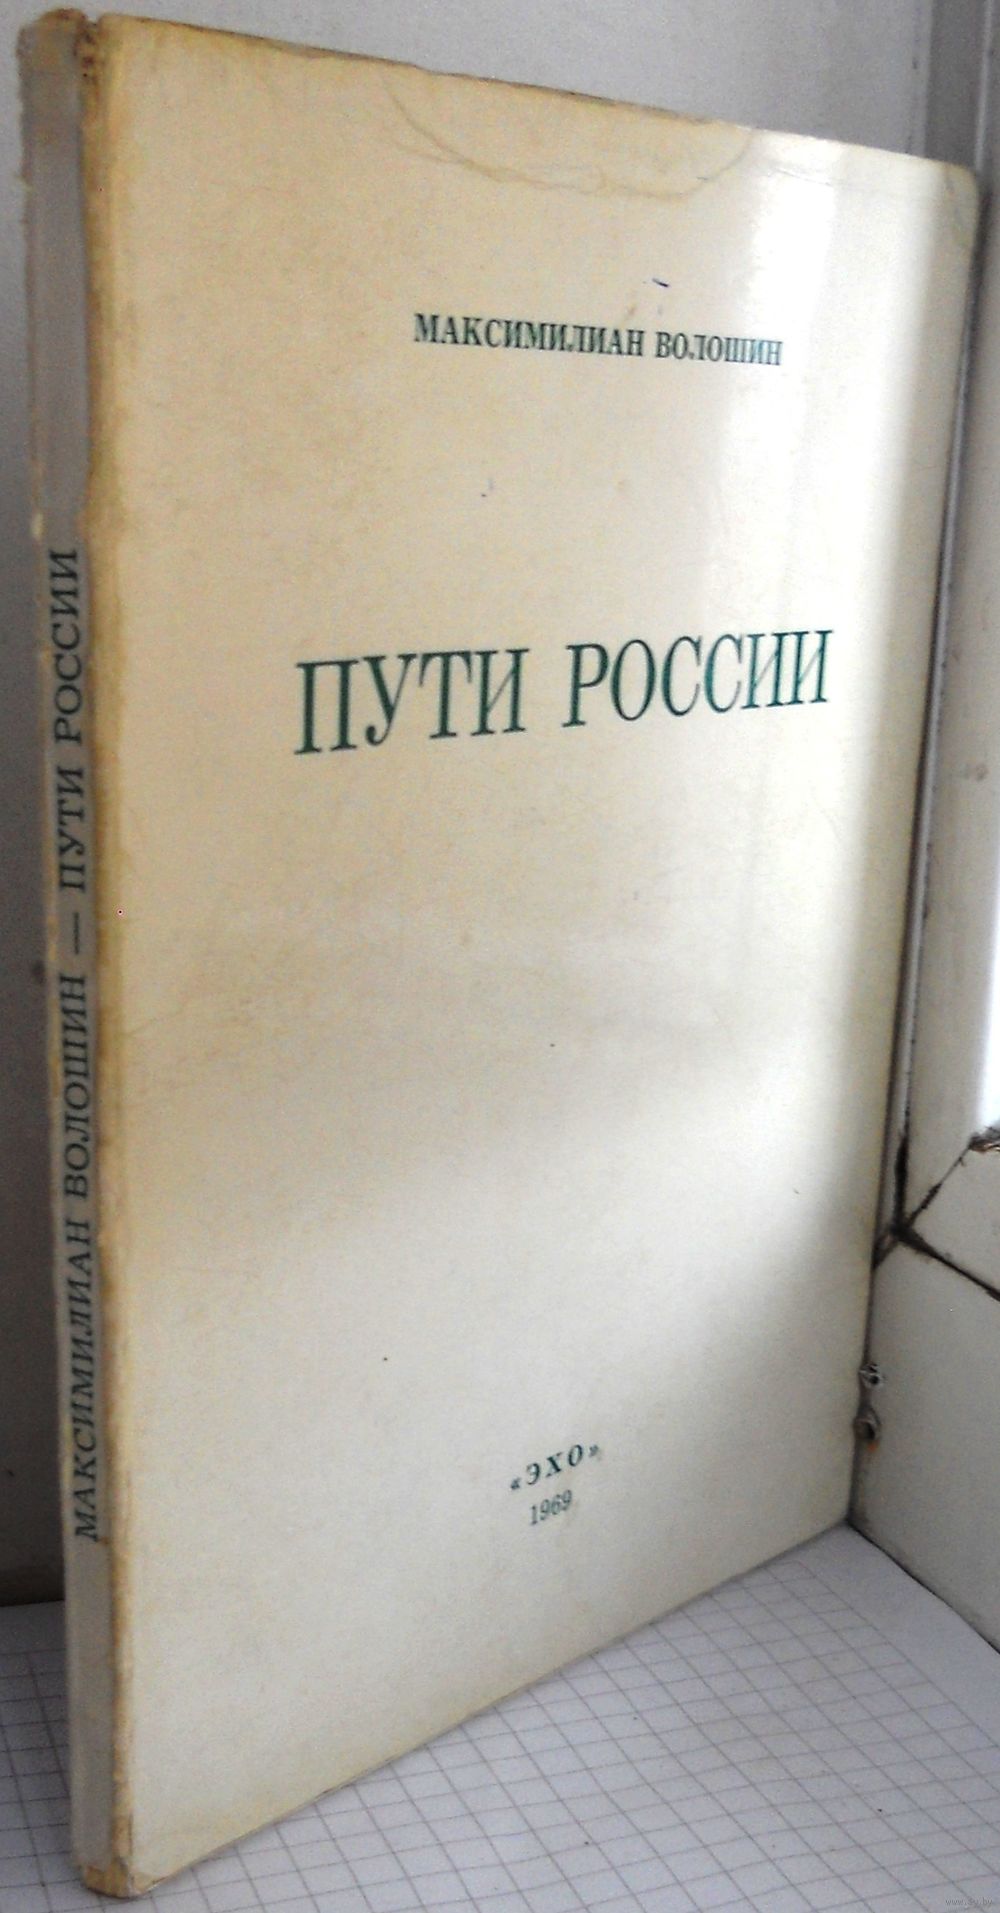 МАКСИМИЛИАН ВОЛОШИН — ПУТИ РОССИИ
МАКСИМИЛИАН ВОЛОШИН
ПУТИ РОССИИ
«ЭХО»
1969